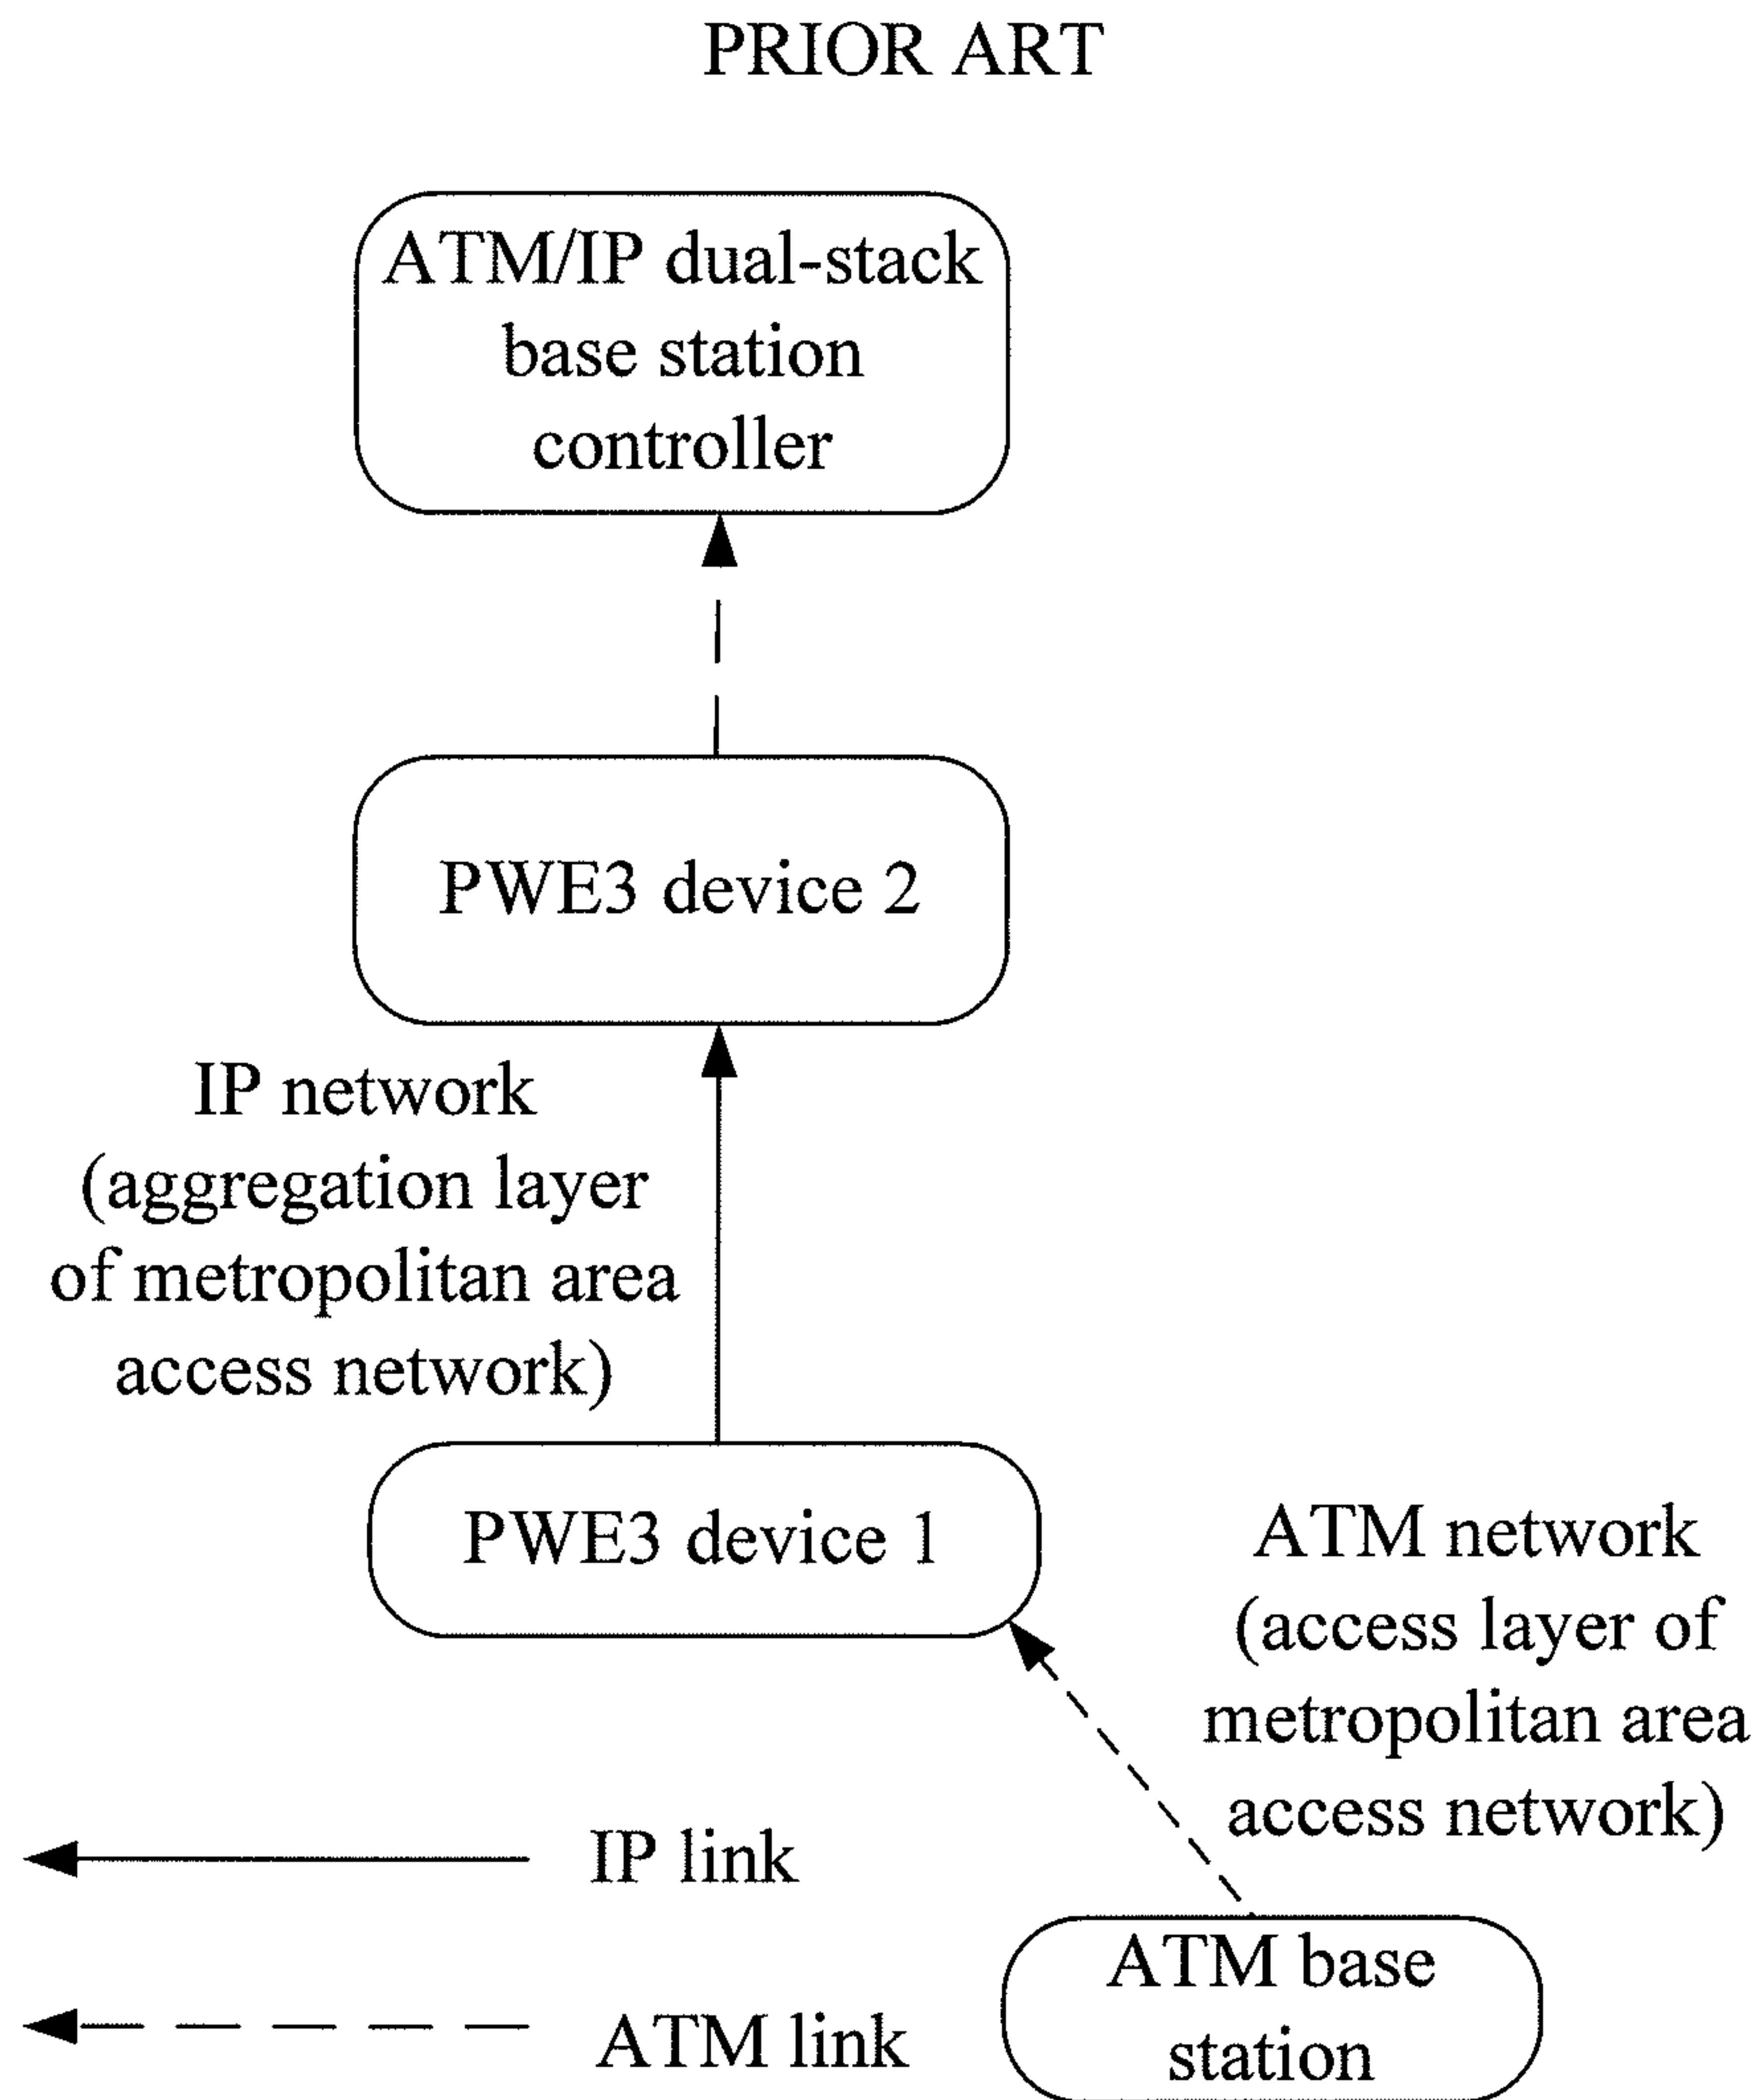 PRIOR ART
ATM/IP dual-stack
base station
controller
PWE3 device 2
IP network
(aggregation layer
of metropolitan area
access network)
PWE3 device 1
ATM network
(access layer of
metropolitan area
access network)
IP link
ATM link
ATM base
station